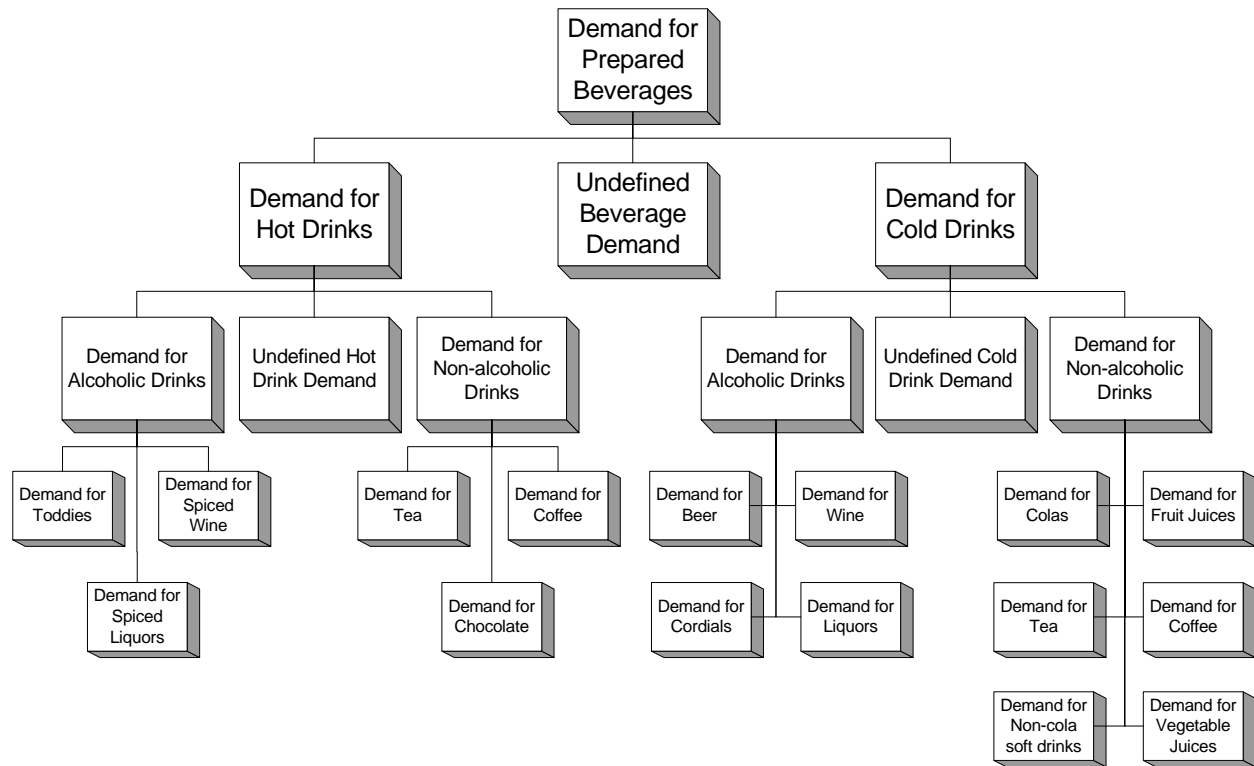 Demand for
Prepared
Beverages
Demand for
Hot Drinks
Undefined
Beverage
Demand
Demand for
Cold Drinks
Demand for
Alcoholic Drinks
Undefined Hot
Drink Demand
Demand for
Non-alcoholic
Drinks
Demand for
Alcoholic Drinks
Undefined Cold
Drink Demand
Demand for
Non-alcoholic
Drinks
Demand for
Toddies
Demand for
Spiced
Wine
Demand for
Tea
Demand for
Coffee
Demand for
Beer
Demand for
Wine
Demand for
Colas
Demand for
Fruit Juices
Demand for
Spiced
Liquors
Demand for
Chocolate
Demand for
Cordials
Demand for
Liquors
Demand for
Tea
Demand for
Coffee
Demand for
Non-cola
soft drinks
Demand for
Vegetable
Juices